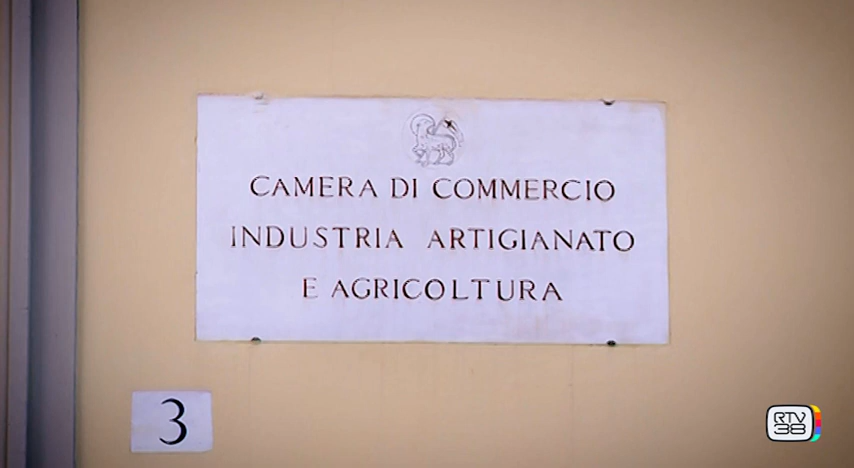 CAMERA DI COMMERCIO
INDUSTRIA ARTIGIANATO
E AGRICOLTURA
3
RTV
38